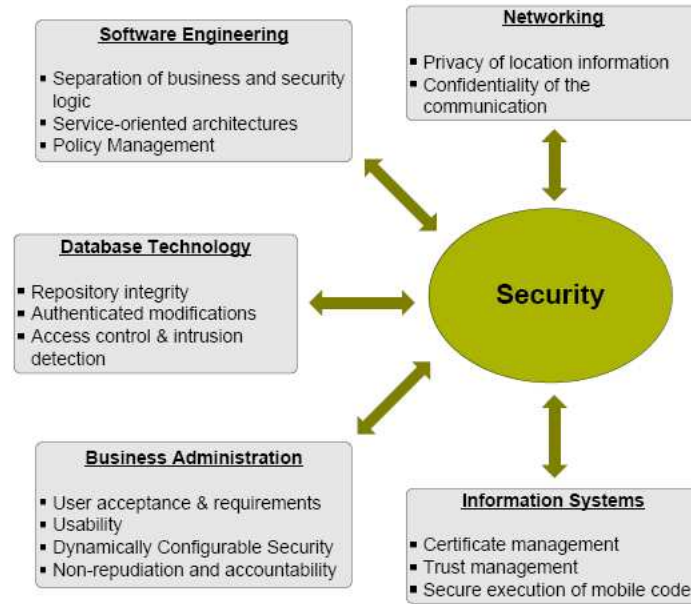 Software Engineering
▪ Separation of business and security
logic
▪ Service-oriented architectures
▪ Policy Management
Networking
▪ Privacy of location information
▪ Confidentiality of the
communication
Database Technology
▪ Repository integrity
▪ Authenticated modifications
▪ Access control & intrusion
detection
Security
Business Administration
▪ User acceptance & requirements
▪ Usability
▪ Dynamically Configurable Security
▪ Non-repudiation and accountability
Information Systems
▪ Certificate management
▪ Trust management
▪ Secure execution of mobile code